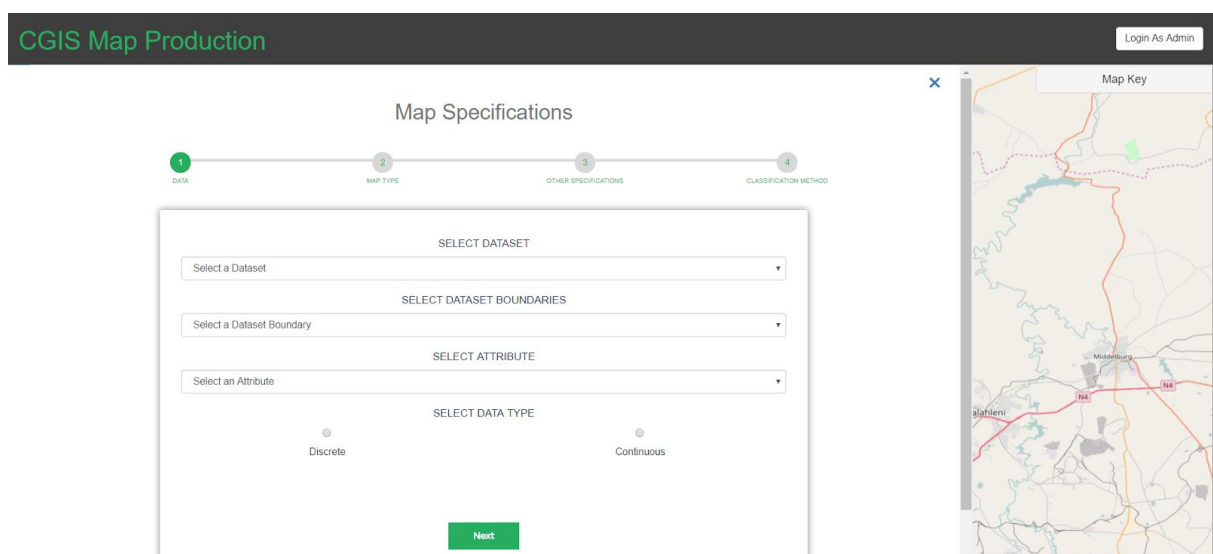 CGIS Map Production
Login As Admin
Map Key
Map Specifications
1
2
3
4
DATA
MAP TYPE
OTHER SPECIFICATIONS
CLASSIFICATION METHOD
SELECT DATASET
Select a Dataset
SELECT DATASET BOUNDARIES
Select a Dataset Boundary
SELECT ATTRIBUTE
Select an Attribute
SELECT DATA TYPE
Discrete
Continuous
Next
Middelburg
N4
N4
alahleni